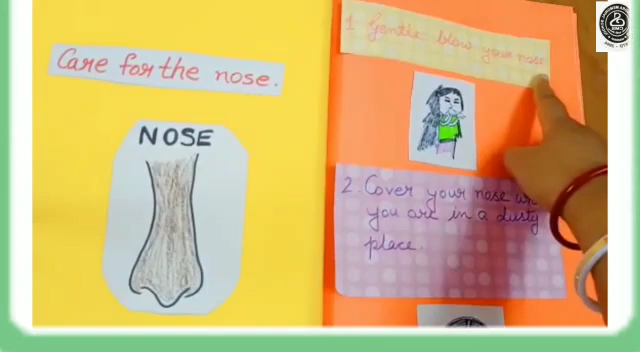 Care for the nose.
NOSE
1 Gentle blow your nose
2. Cover your nose
you are in a dusty
place.